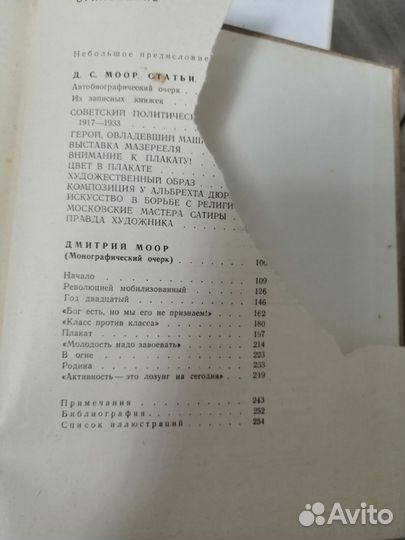 Небольшое предисловие
Д. С. МООР. СТАТЬИ.
Автобиографический очерк . .
Из записных книжек . . .
СОВЕТСКИЙ ПОЛИТИЧЕС
1917—1933
ГЕРОЙ, ОВЛАДЕВШИЙ МАШИ
ВЫСТАВКА МАЗЕРЕЕЛЯ
ВНИМАНИЕ К ПЛАКАТУ!
ЦВЕТ В ПЛАКАТЕ . . .
ХУДОЖЕСТВЕННЫЙ ОБРАЗ
КОМПОЗИЦИЯ У АЛЬБРЕХТА ДЮР
ИСКУССТВО В БОРЬБЕ С РЕЛИГИ
МОСКОВСКИЕ МАСТЕРА САТИРЫ
ПРАВДА ХУДОЖНИКА . . . .
ДМИТРИЙ МООР
(Монографический очерк) . . . .
Начало . . . . . . . 109
Революцией мобилизованный . . . . 126
Год двадцатый . . . . . . 146
«Бог есть, но мы его не признаем!» . . . 162
«Класс против класса» . . . . 180
Плакат . . . . . . . 197
«Молодость надо завоевать» . . . . 214
В огне . . . . . . . 223
Родина . . . . . . . 233
«Активность — это лозунг на сегодня» . . . 239
Примечания . . . . . . 243
Библиография . . . . . . 252
Список иллюстраций . . . . . 254
Avito